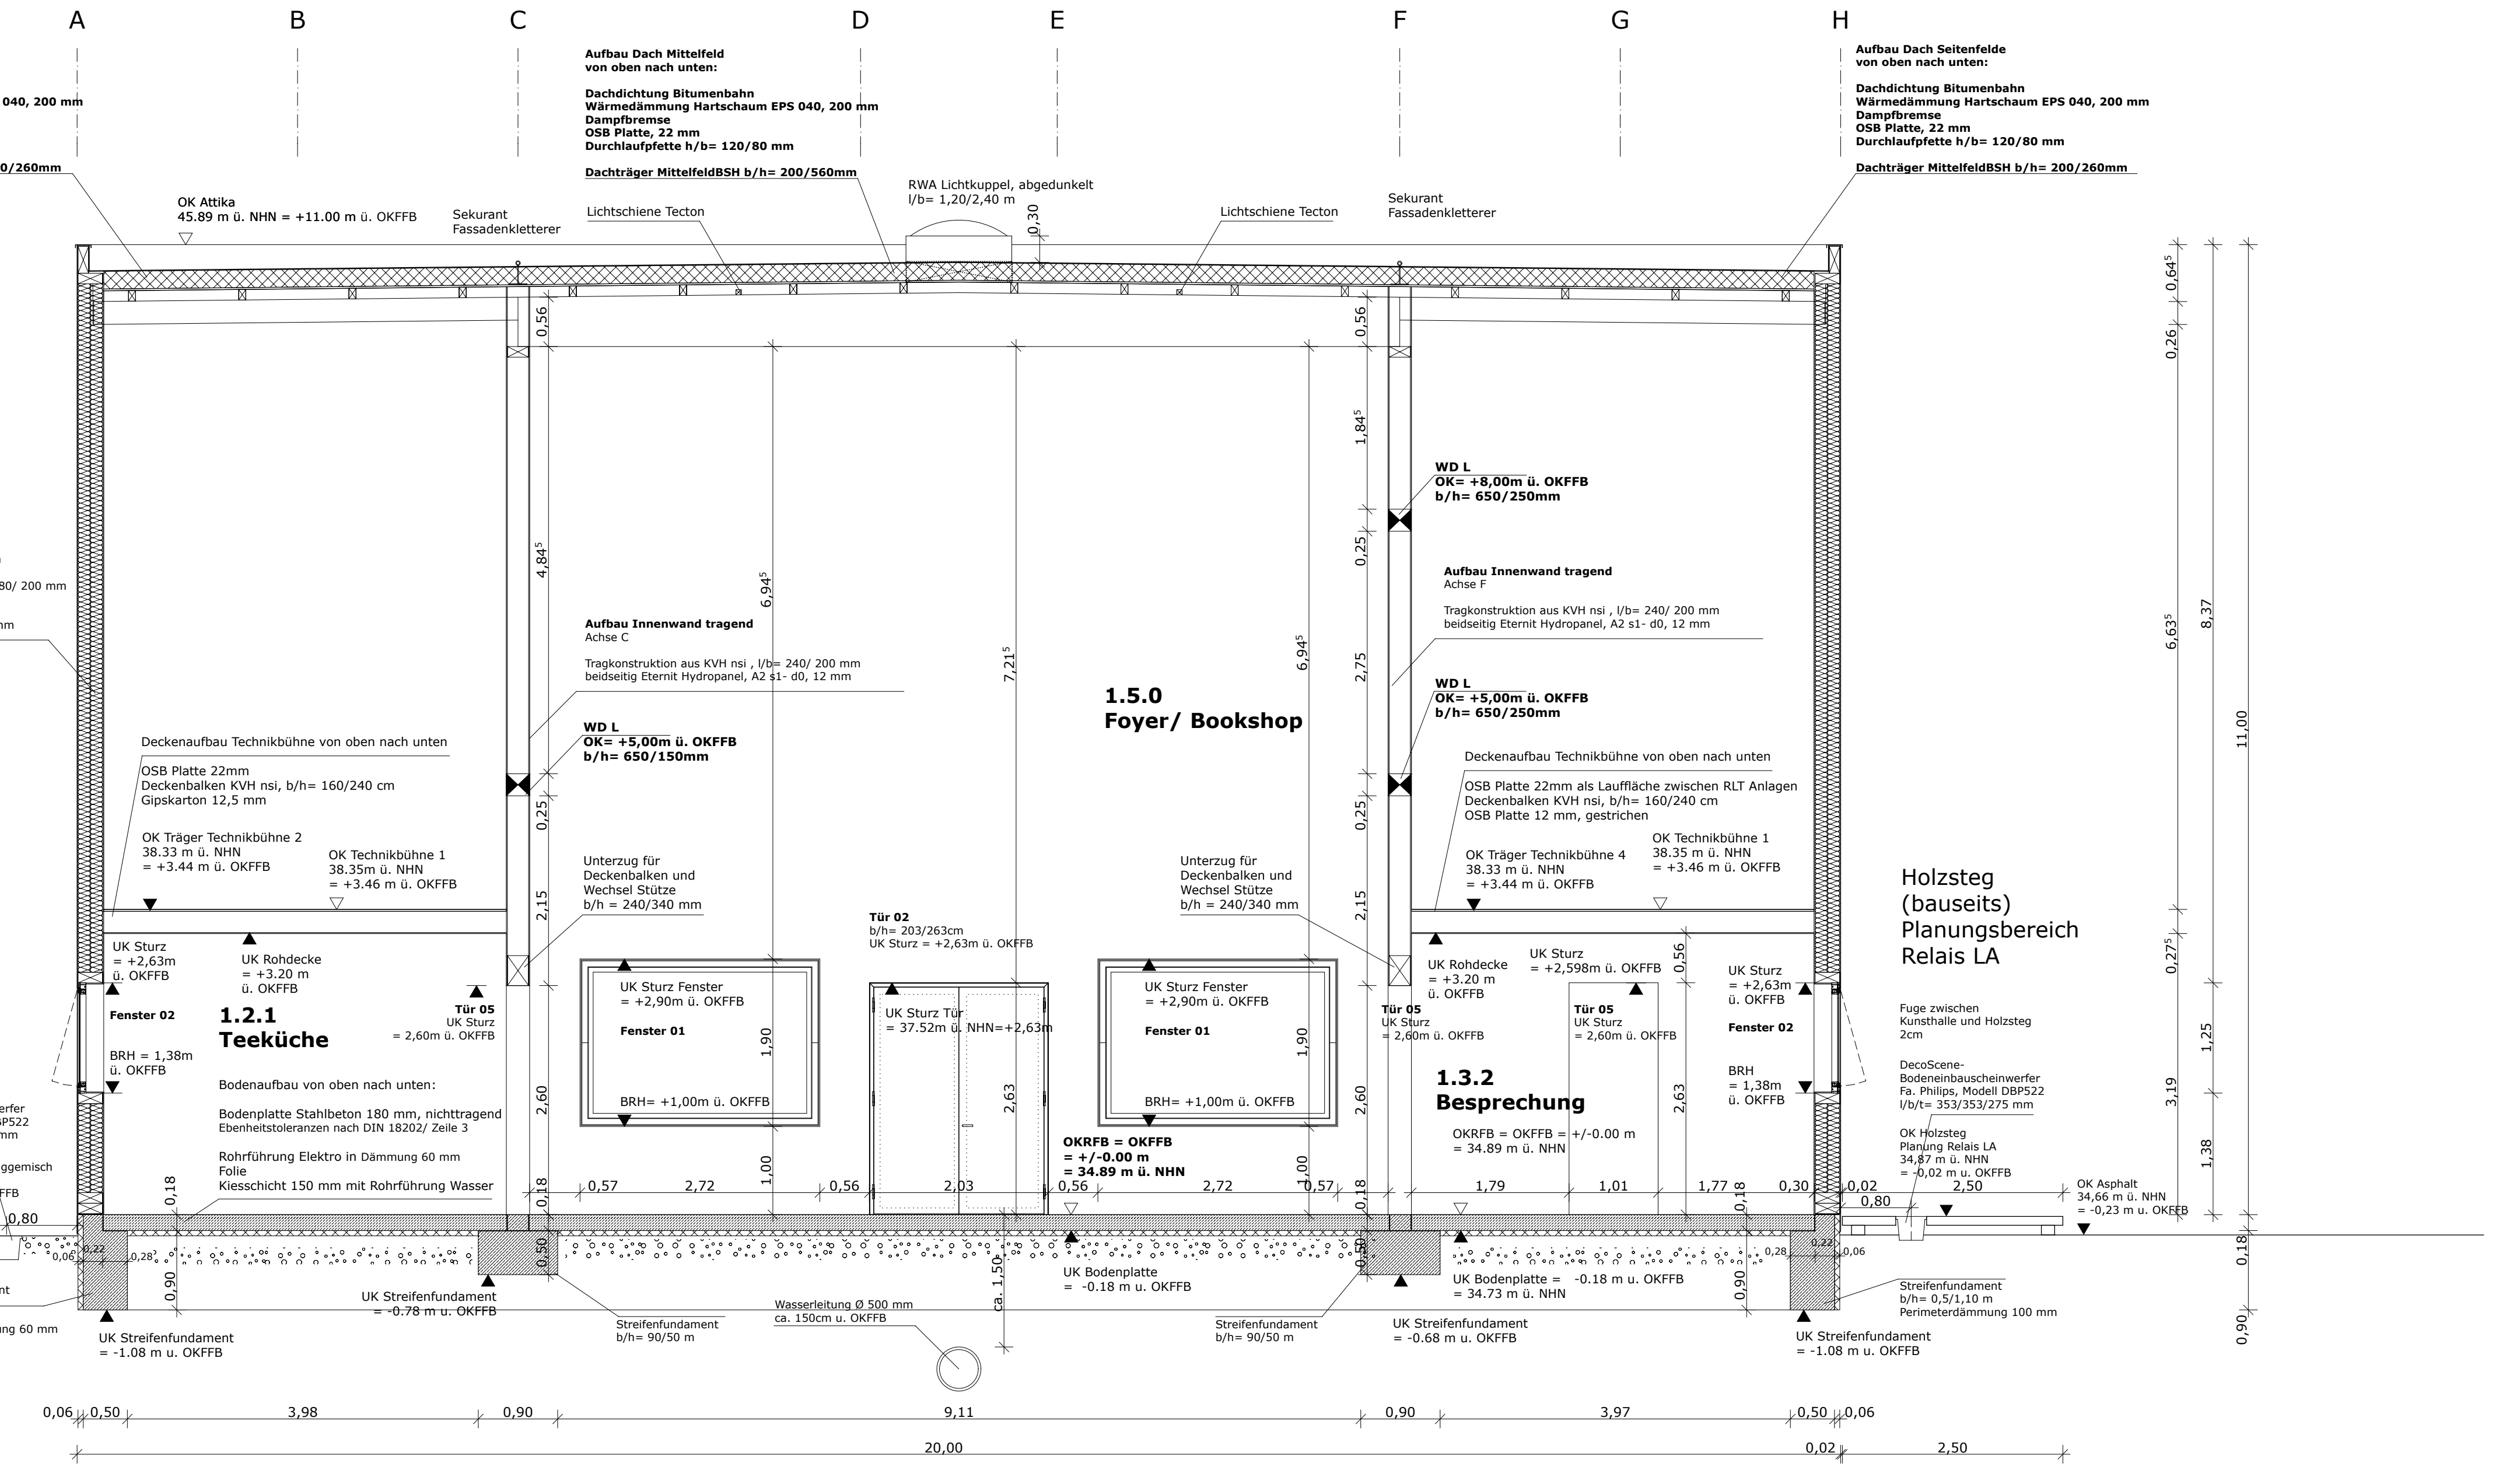 A
B
C
D
E
F
G
H
040, 200 mm
0/260mm
OK Attika
45.89 m ü. NHN = +11.00 m ü. OKFFB
Sekurant
Fassadenkletterer
Aufbau Dach Mittelfeld
von oben nach unten:
Dachdichtung Bitumenbahn
Wärmedämmung Hartschaum EPS 040, 200 mm
Dampfbremse
OSB Platte, 22 mm
Durchlaufpfette h/b= 120/80 mm
Dachträger MittelfeldBSH b/h= 200/560mm
Lichtschiene Tecton
RWA Lichtkuppel, abgedunkelt
l/b= 1,20/2,40 m
0,30
Lichtschiene Tecton
Sekurant
Fassadenkletterer
Aufbau Dach Seitenfelde
von oben nach unten:
Dachdichtung Bitumenbahn
Wärmedämmung Hartschaum EPS 040, 200 mm
Dampfbremse
OSB Platte, 22 mm
Durchlaufpfette h/b= 120/80 mm
Dachträger MittelfeldBSH b/h= 200/260mm
0,56
0,56
0,64⁵
0,26
1,84⁵
WD L
OK= +8,00m ü. OKFFB
b/h= 650/250mm
0,25
4,84⁵
6,94⁵
80/ 200 mm
Aufbau Innenwand tragend
Achse C
Tragkonstruktion aus KVH nsi , l/b= 240/ 200 mm
beidseitig Eternit Hydropanel, A2 s1- d0, 12 mm
7,21⁵
6,94⁵
2,75
Aufbau Innenwand tragend
Achse F
Tragkonstruktion aus KVH nsi , l/b= 240/ 200 mm
beidseitig Eternit Hydropanel, A2 s1- d0, 12 mm
6,63⁵
8,37
11,00
1.5.0
Foyer/ Bookshop
WD L
OK= +5,00m ü. OKFFB
b/h= 650/150mm
WD L
OK= +5,00m ü. OKFFB
b/h= 650/250mm
Deckenaufbau Technikbühne von oben nach unten
OSB Platte 22mm
Deckenbalken KVH nsi, b/h= 160/240 cm
Gipskarton 12,5 mm
OK Träger Technikbühne 2
38.33 m ü. NHN
= +3.44 m ü. OKFFB
OK Technikbühne 1
38.35m ü. NHN
= +3.46 m ü. OKFFB
0,25
0,25
2,15
2,15
Unterzug für
Deckenbalken und
Wechsel Stütze
b/h = 240/340 mm
Unterzug für
Deckenbalken und
Wechsel Stütze
b/h = 240/340 mm
Deckenaufbau Technikbühne von oben nach unten
OSB Platte 22mm als Lauffläche zwischen RLT Anlagen
Deckenbalken KVH nsi, b/h= 160/240 cm
OSB Platte 12 mm, gestrichen
OK Träger Technikbühne 4
38.33 m ü. NHN
= +3.44 m ü. OKFFB
OK Technikbühne 1
38.35 m ü. NHN
= +3.46 m ü. OKFFB
Holzsteg
(bauseits)
Planungsbereich
Relais LA
0,27⁵
UK Sturz
= +2,63m
ü. OKFFB
UK Rohdecke
= +3.20 m
ü. OKFFB
Fenster 02
BRH = 1,38m
ü. OKFFB
1.2.1
Teeküche
Tür 05
UK Sturz
= 2,60m ü. OKFFB
Bodenaufbau von oben nach unten:
Bodenplatte Stahlbeton 180 mm, nichttragend
Ebenheitstoleranzen nach DIN 18202/ Zeile 3
Rohrführung Elektro in Dämmung 60 mm
Folie
Kiesschicht 150 mm mit Rohrführung Wasser
2,60
UK Sturz Fenster
= +2,90m ü. OKFFB
Fenster 01
BRH= +1,00m ü. OKFFB
1,90
1,00
Tür 02
b/h= 203/263cm
UK Sturz = +2,63m ü. OKFFB
UK Sturz Tür
= 37.52m ü. NHN=+2,63m
2,63
UK Sturz Fenster
= +2,90m ü. OKFFB
Fenster 01
BRH= +1,00m ü. OKFFB
1,90
1,00
2,60
OKRFB = OKFFB
= +/-0.00 m
= 34.89 m ü. NHN
UK Rohdecke
= +3.20 m
ü. OKFFB
UK Sturz
= +2,598m ü. OKFFB
0,56
Tür 05
UK Sturz
= 2,60m ü. OKFFB
Tür 05
UK Sturz
= 2,60m ü. OKFFB
2,63
UK Sturz
= +2,63m
ü. OKFFB
Fenster 02
BRH
= 1,38m
ü. OKFFB
1.3.2
Besprechung
OKRFB = OKFFB = +/-0.00 m
= 34.89 m ü. NHN
Fuge zwischen
Kunsthalle und Holzsteg
2cm
DecoScene-
Bodeneinbauscheinwerfer
Fa. Philips, Modell DBP522
l/b/t= 353/353/275 mm
OK Holzsteg
Planung Relais LA
34,87 m ü. NHN
= -0,02 m u. OKFFB
OK Asphalt
34,66 m ü. NHN
= -0,23 m u. OKFFB
3,19
1,25
1,38
0,18
0,90
0,57
2,72
0,56
2,03
0,56
2,72
0,57
1,79
1,01
1,77
0,30
0,02
2,50
0,80
0,80
0,18
0,18
0,18
0,18
0,06
0,22
0,28
0,90
0,50
0,50
0,90
0,28
0,22
0,06
0,18
0,90
ca. 1,50
UK Streifenfundament
= -1.08 m u. OKFFB
UK Streifenfundament
= -0.78 m u. OKFFB
Streifenfundament
b/h= 90/50 m
Wasserleitung Ø 500 mm
ca. 150cm u. OKFFB
UK Bodenplatte
= -0.18 m u. OKFFB
Streifenfundament
b/h= 90/50 m
UK Streifenfundament
= -0.68 m u. OKFFB
UK Bodenplatte = -0.18 m u. OKFFB
= 34.73 m ü. NHN
UK Streifenfundament
= -1.08 m u. OKFFB
Streifenfundament
b/h= 0,5/1,10 m
Perimeterdämmung 100 mm
0,06
0,50
3,98
0,90
9,11
0,90
3,97
0,50
0,06
20,00
0,02
2,50